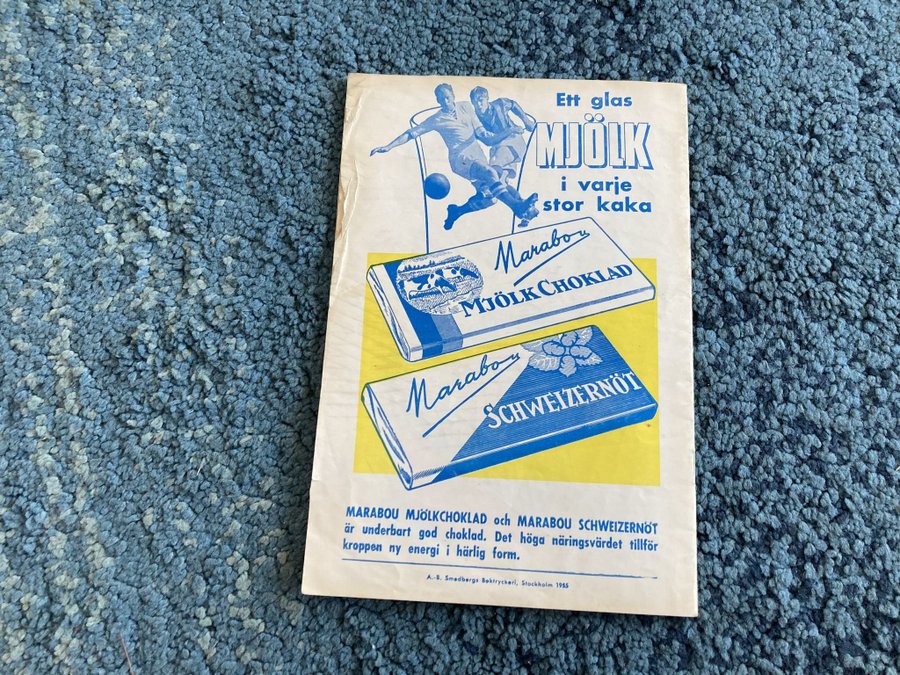 Ett glas
MJÖLK
i varje
stor kaka
Marabou
MJÖLKCHOKLAD
Marabou
SCHWEIZERNÖT
MARABOU MJÖLKCHOKLAD och MARABOU SCHWEIZERNÖT
är underbart god choklad. Det höga näringsvärdet tillför
kroppen ny energi i härlig form.
A.-B. Smedbergs Boktryckeri, Stockholm 1955